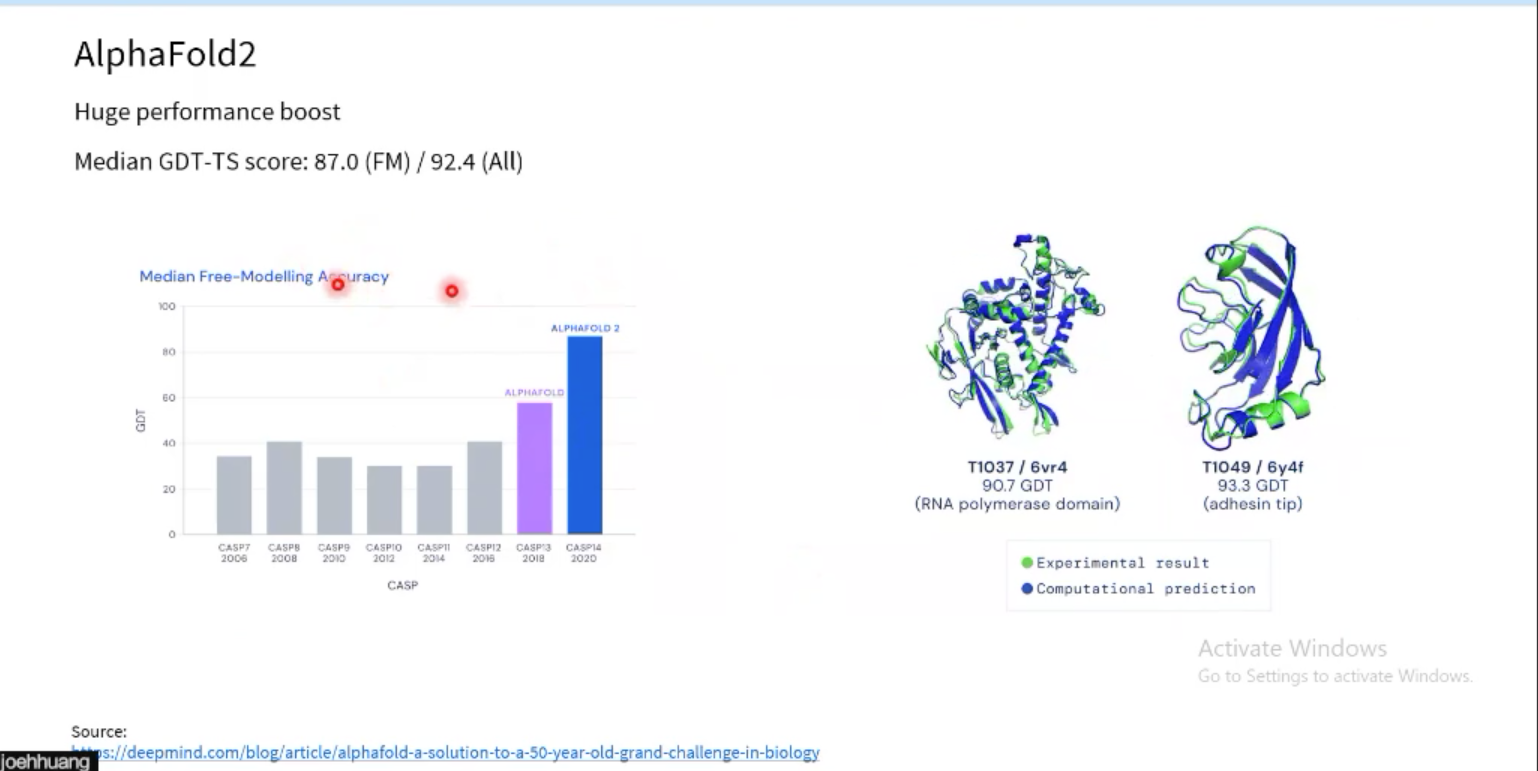 AlphaFold2
Huge performance boost
Median GDT-TS score: 87.0 (FM) / 92.4 (All)
Median Free-Modelling Accuracy
100
80
60
40
20
0
GDT
ALPHAFOLD
ALPHAFOLD 2
CASP7
2006
CASP8
2008
CASP9
2010
CASP10
2012
CASP11
2014
CASP12
2016
CASP13
2018
CASP14
2020
CASP
T1037 / 6vr4
90.7 GDT
(RNA polymerase domain)
T1049 / 6y4f
93.3 GDT
(adhesin tip)
Experimental result
Computational prediction
Activate Windows
Go to Settings to activate Windows.
Source:
https://deepmind.com/blog/article/alphafold-a-solution-to-a-50-year-old-grand-challenge-in-biology
joehhuang